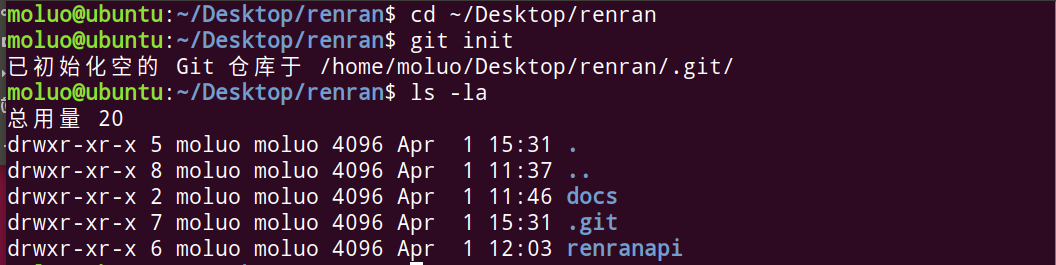 moluo@ubuntu:~/Desktop/renran$ cd ~/Desktop/renran
moluo@ubuntu:~/Desktop/renran$ git init
已初始化空的 Git 仓库于 /home/moluo/Desktop/renran/.git/
moluo@ubuntu:~/Desktop/renran$ ls -la
总用量 20
drwxr-xr-x 5 moluo moluo 4096 Apr  1 15:31 .
drwxr-xr-x 8 moluo moluo 4096 Apr  1 11:37 ..
drwxr-xr-x 2 moluo moluo 4096 Apr  1 11:46 docs
drwxr-xr-x 7 moluo moluo 4096 Apr  1 15:31 .git
drwxr-xr-x 6 moluo moluo 4096 Apr  1 12:03 renranapi